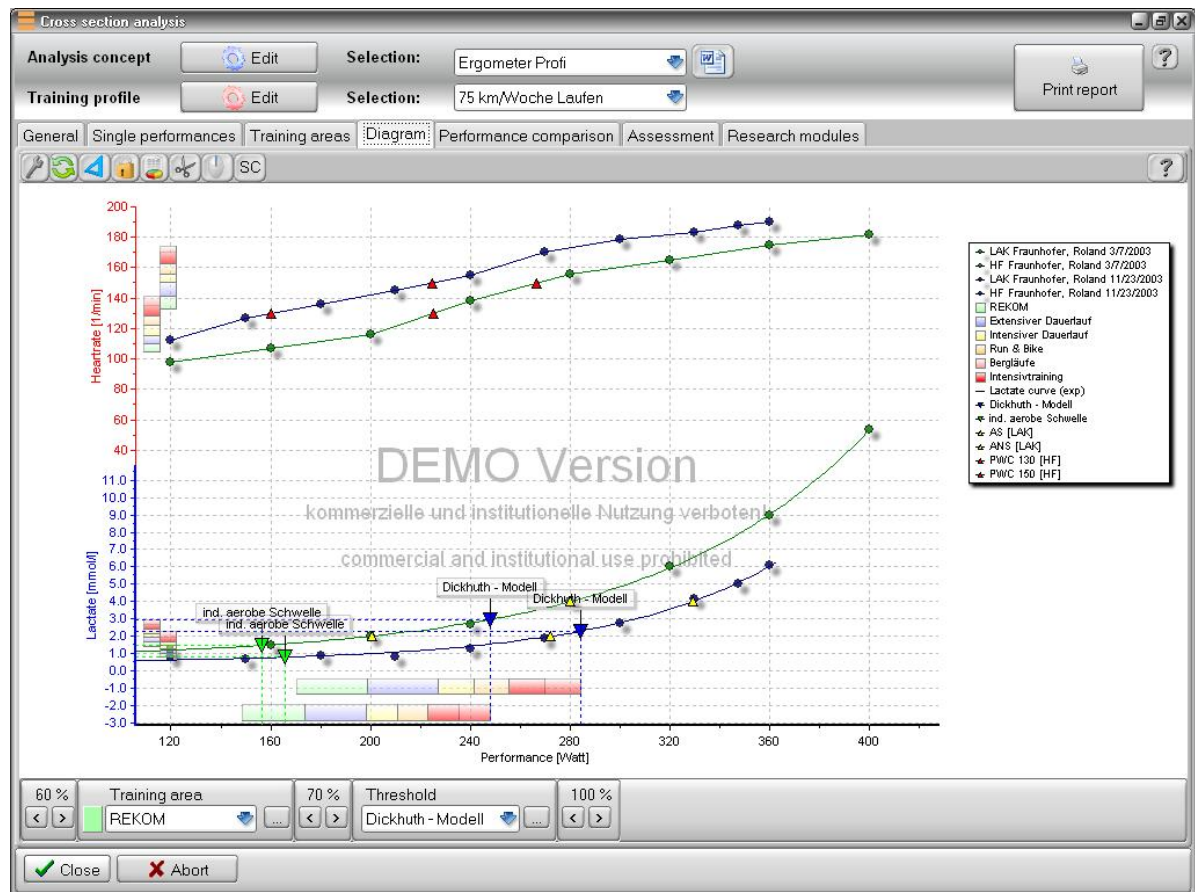 Cross section analysis
Analysis concept Edit Selection: Ergometer Profi
Print report
Training profile Edit Selection: 75 km/Woche Laufen
General Single performances Training areas Diagram Performance comparison Assessment Research modules
SC ?
200
180
160
140
120
100
80
60
40
Heartrate [1/min]
11.0
10.0
9.0
8.0
7.0
6.0
5.0
4.0
3.0
2.0
1.0
0.0
-1.0
-2.0
-3.0
Lactate [mmol/l]
DEMO Version
kommerzielle und institutionelle Nutzung verboten!
commercial and institutional use prohibited
Dickhuth - Modell
Dickhuth - Modell
ind. aerobe Schwelle
ind. aerobe Schwelle
120 160 200 240 280 320 360 400
Performance [Watt]
LAK Fraunhofer, Roland 3/7/2003
HF Fraunhofer, Roland 3/7/2003
LAK Fraunhofer, Roland 11/23/2003
HF Fraunhofer, Roland 11/23/2003
REKOM
Extensiver Dauerlauf
Intensiver Dauerlauf
Run & Bike
Bergläufe
Intensivtraining
Lactate curve (exp)
Dickhuth - Modell
ind. aerobe Schwelle
AS [LAK]
ANS [LAK]
PWC 130 [HF]
PWC 150 [HF]
60 % Training area 70 % Threshold 100 %
< > REKOM ... < > Dickhuth - Modell ... < >
Close Abort